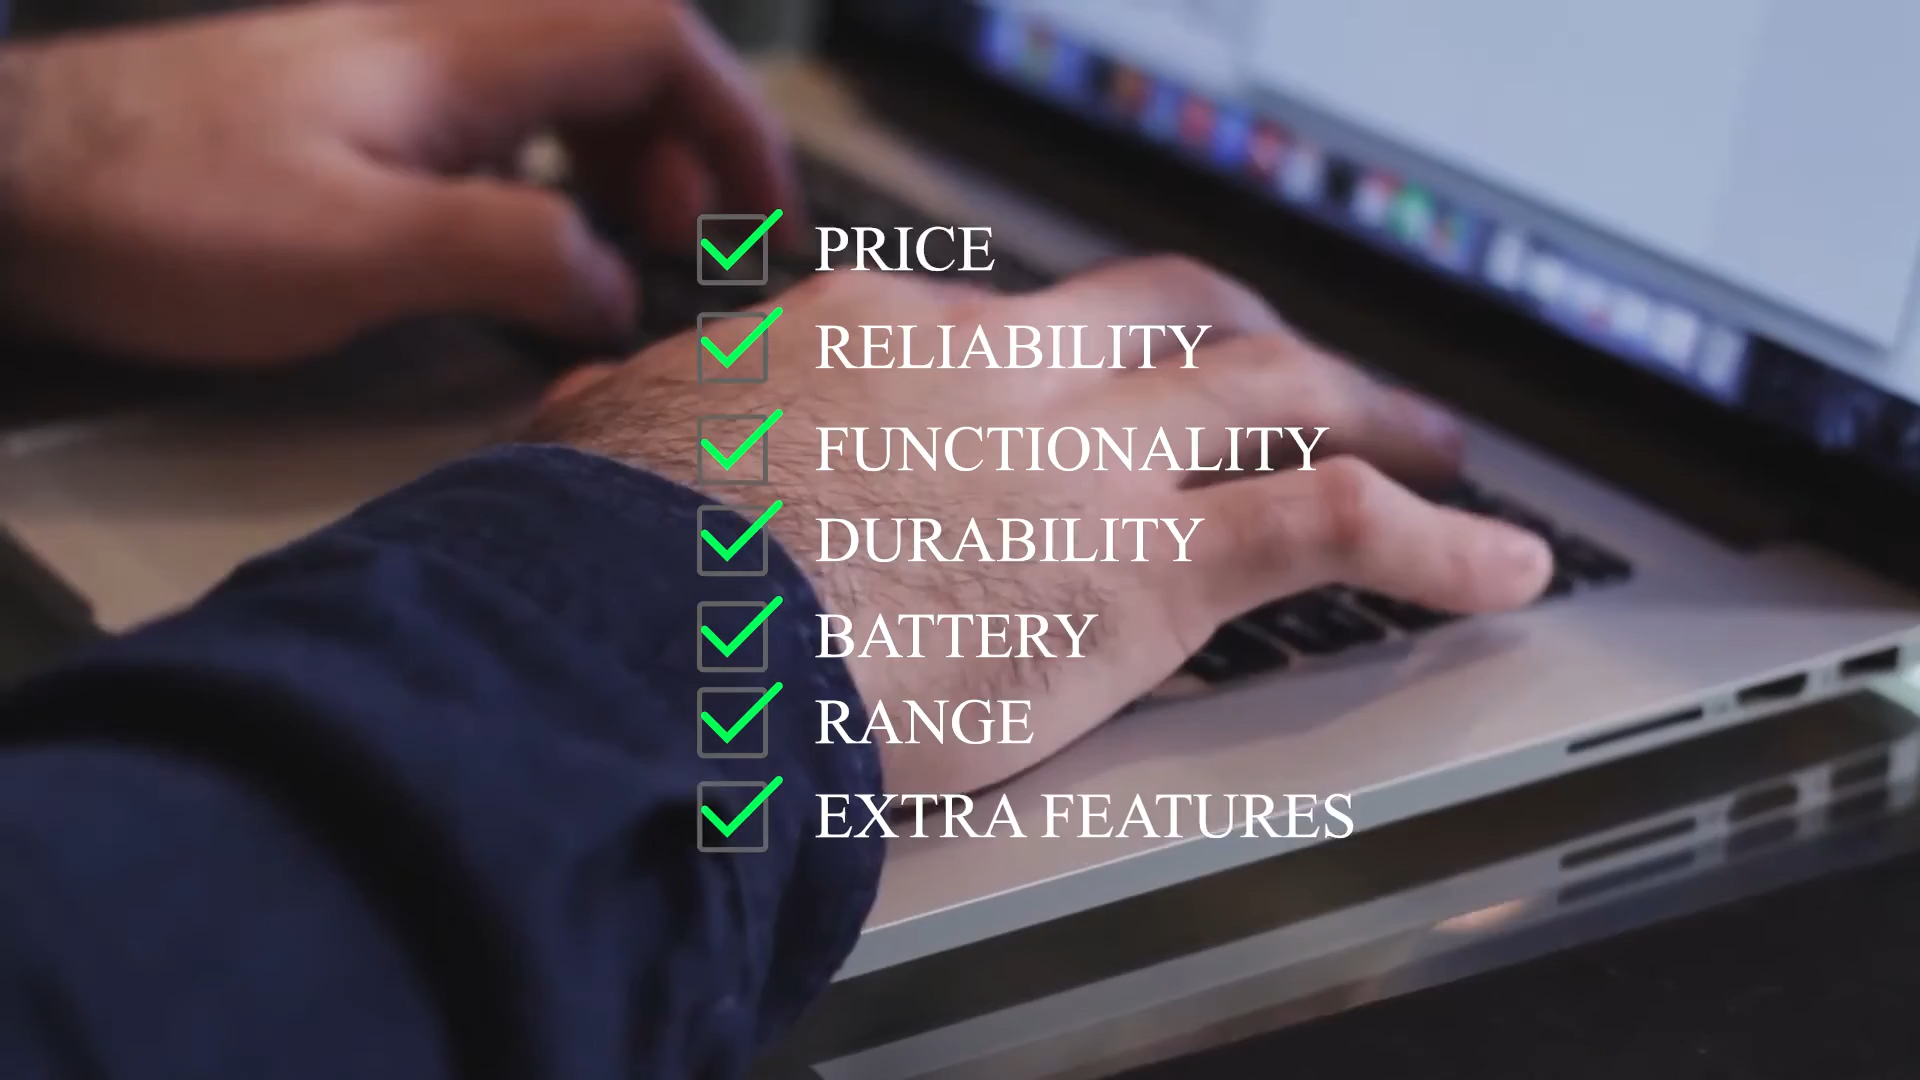 PRICE
RELIABILITY
FUNCTIONALITY
DURABILITY
BATTERY
RANGE
EXTRA FEATURES